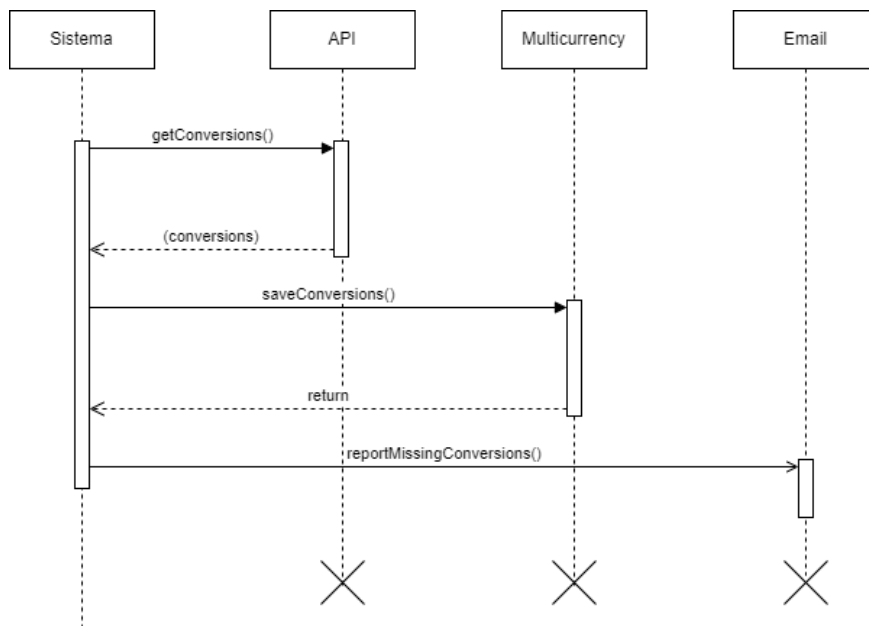 Sistema
API
Multicurrency
Email
getConversions()
(conversions)
saveConversions()
return
reportMissingConversions()